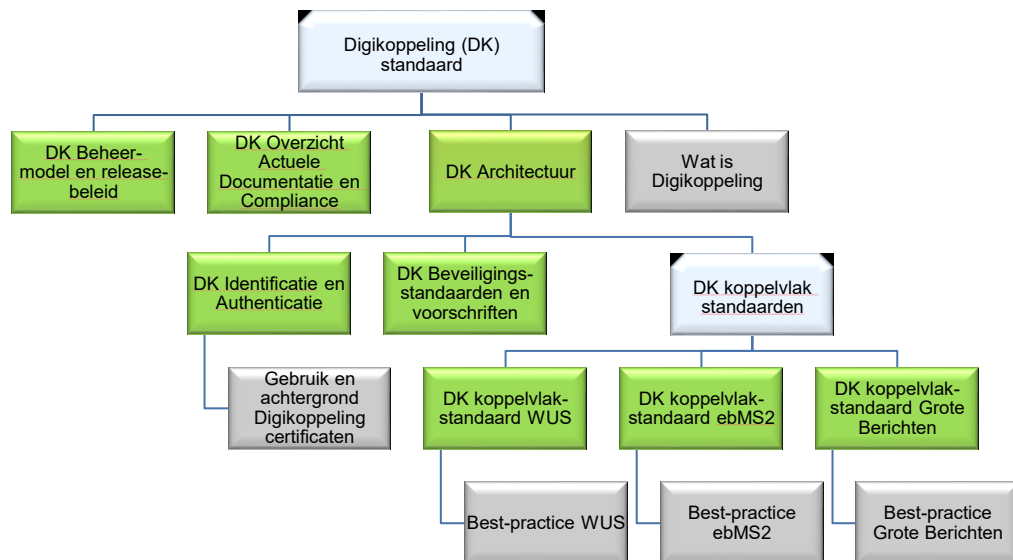 Digikoppeling (DK)
standaard
DK Beheer-
model en release-
beleid
DK Overzicht
Actuele
Documentatie en
Compliance
DK Architectuur
Wat is
Digikoppeling
DK Identificatie en
Authenticatie
DK Beveiligings-
standaarden en
voorschriften
DK koppelvlak
standaarden
Gebruik en
achtergrond
Digikoppeling
certificaten
DK koppelvlak-
standaard WUS
DK koppelvlak-
standaard ebMS2
DK koppelvlak-
standaard Grote
Berichten
Best-practice WUS
Best-practice
ebMS2
Best-practice
Grote Berichten